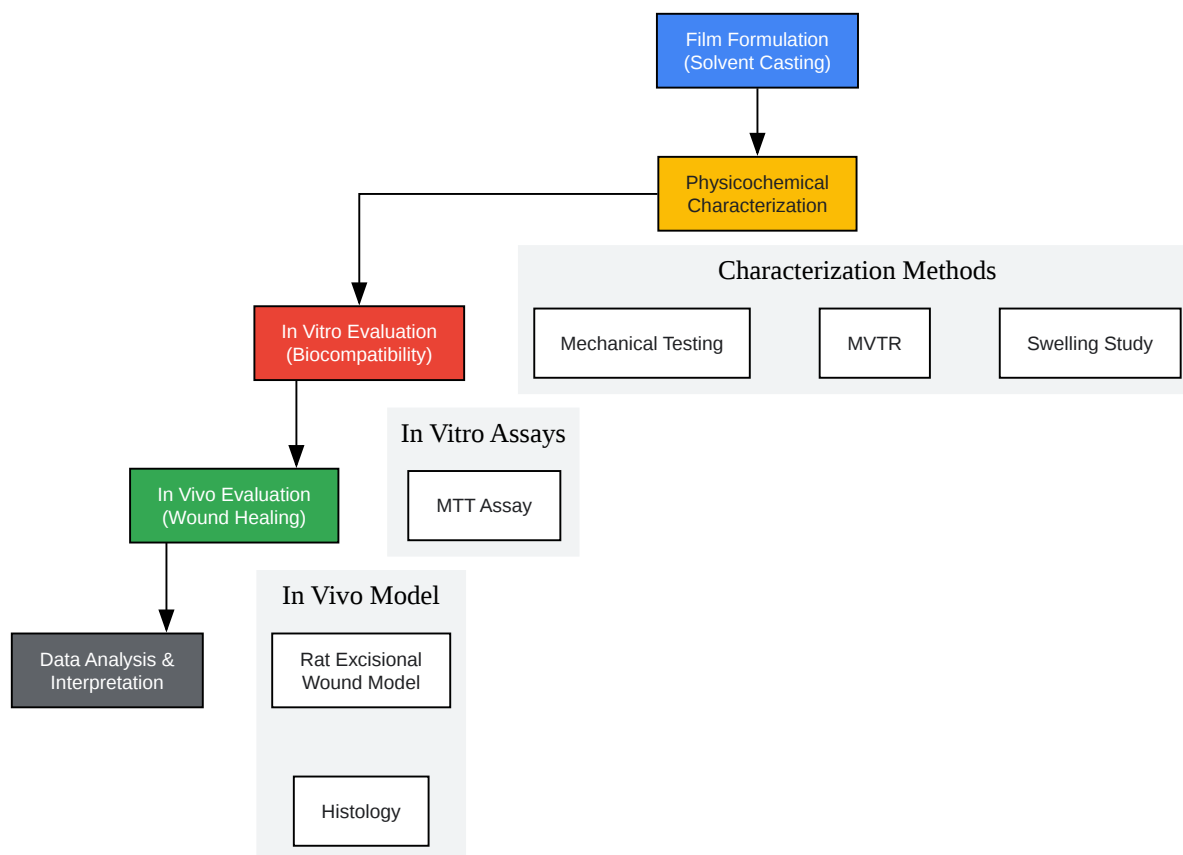 Film Formulation
(Solvent Casting)
Physicochemical
Characterization
Characterization Methods
Mechanical Testing
MVTR
Swelling Study
In Vitro Evaluation
(Biocompatibility)
In Vitro Assays
MTT Assay
In Vivo Evaluation
(Wound Healing)
In Vivo Model
Rat Excisional
Wound Model
Histology
Data Analysis &
Interpretation